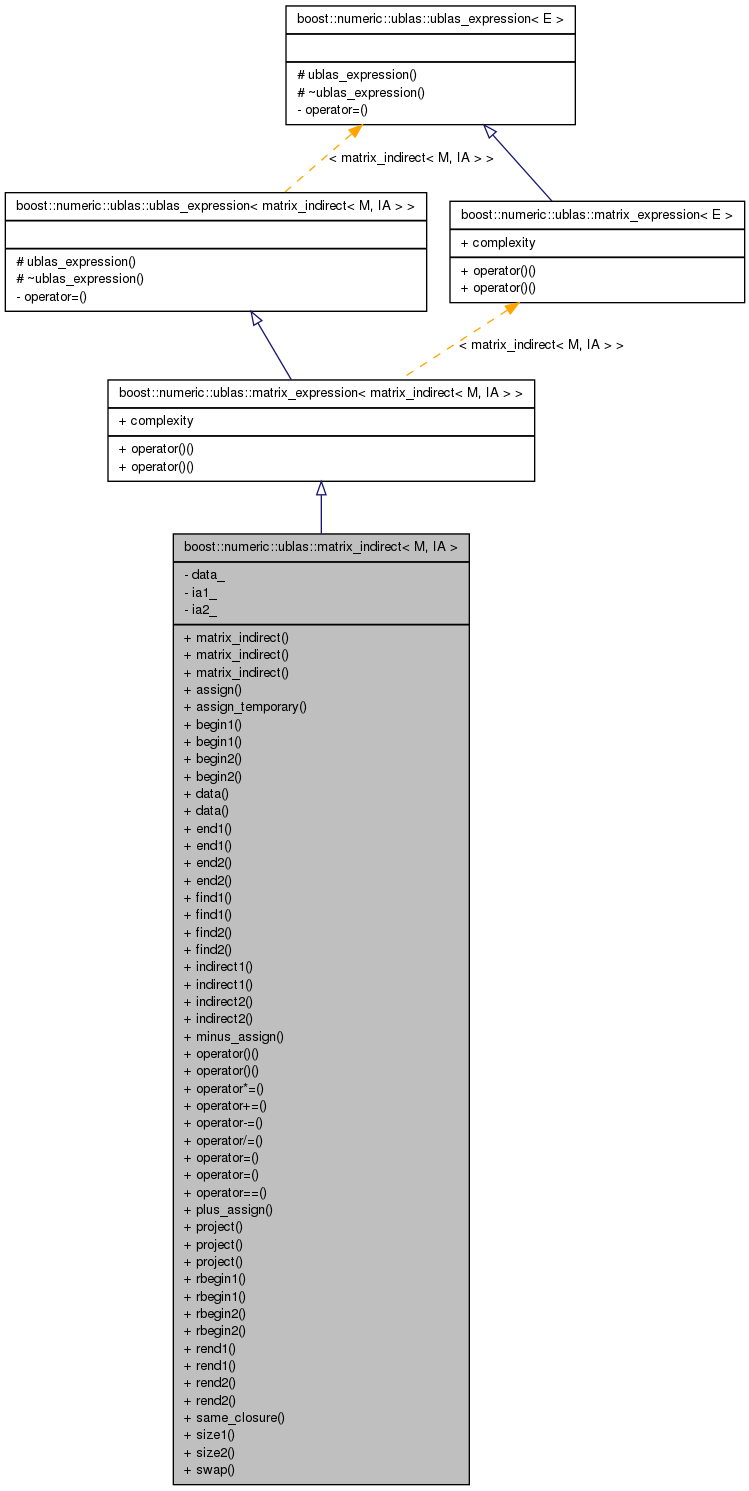 boost::numeric::ublas::ublas_expression< E >
# ublas_expression()
# ~ublas_expression()
- operator=()
< matrix_indirect< M, IA > >
boost::numeric::ublas::ublas_expression< matrix_indirect< M, IA > >
# ublas_expression()
# ~ublas_expression()
- operator=()
boost::numeric::ublas::matrix_expression< E >
+ complexity
+ operator()()
+ operator()()
< matrix_indirect< M, IA > >
boost::numeric::ublas::matrix_expression< matrix_indirect< M, IA > >
+ complexity
+ operator()()
+ operator()()
boost::numeric::ublas::matrix_indirect< M, IA >
- data_
- ia1_
- ia2_
+ matrix_indirect()
+ matrix_indirect()
+ matrix_indirect()
+ assign()
+ assign_temporary()
+ begin1()
+ begin1()
+ begin2()
+ begin2()
+ data()
+ data()
+ end1()
+ end1()
+ end2()
+ end2()
+ find1()
+ find1()
+ find2()
+ find2()
+ indirect1()
+ indirect1()
+ indirect2()
+ indirect2()
+ minus_assign()
+ operator()()
+ operator()()
+ operator*=()
+ operator+=()
+ operator-=()
+ operator/=()
+ operator=()
+ operator=()
+ operator==()
+ plus_assign()
+ project()
+ project()
+ project()
+ rbegin1()
+ rbegin1()
+ rbegin2()
+ rbegin2()
+ rend1()
+ rend1()
+ rend2()
+ rend2()
+ same_closure()
+ size1()
+ size2()
+ swap()